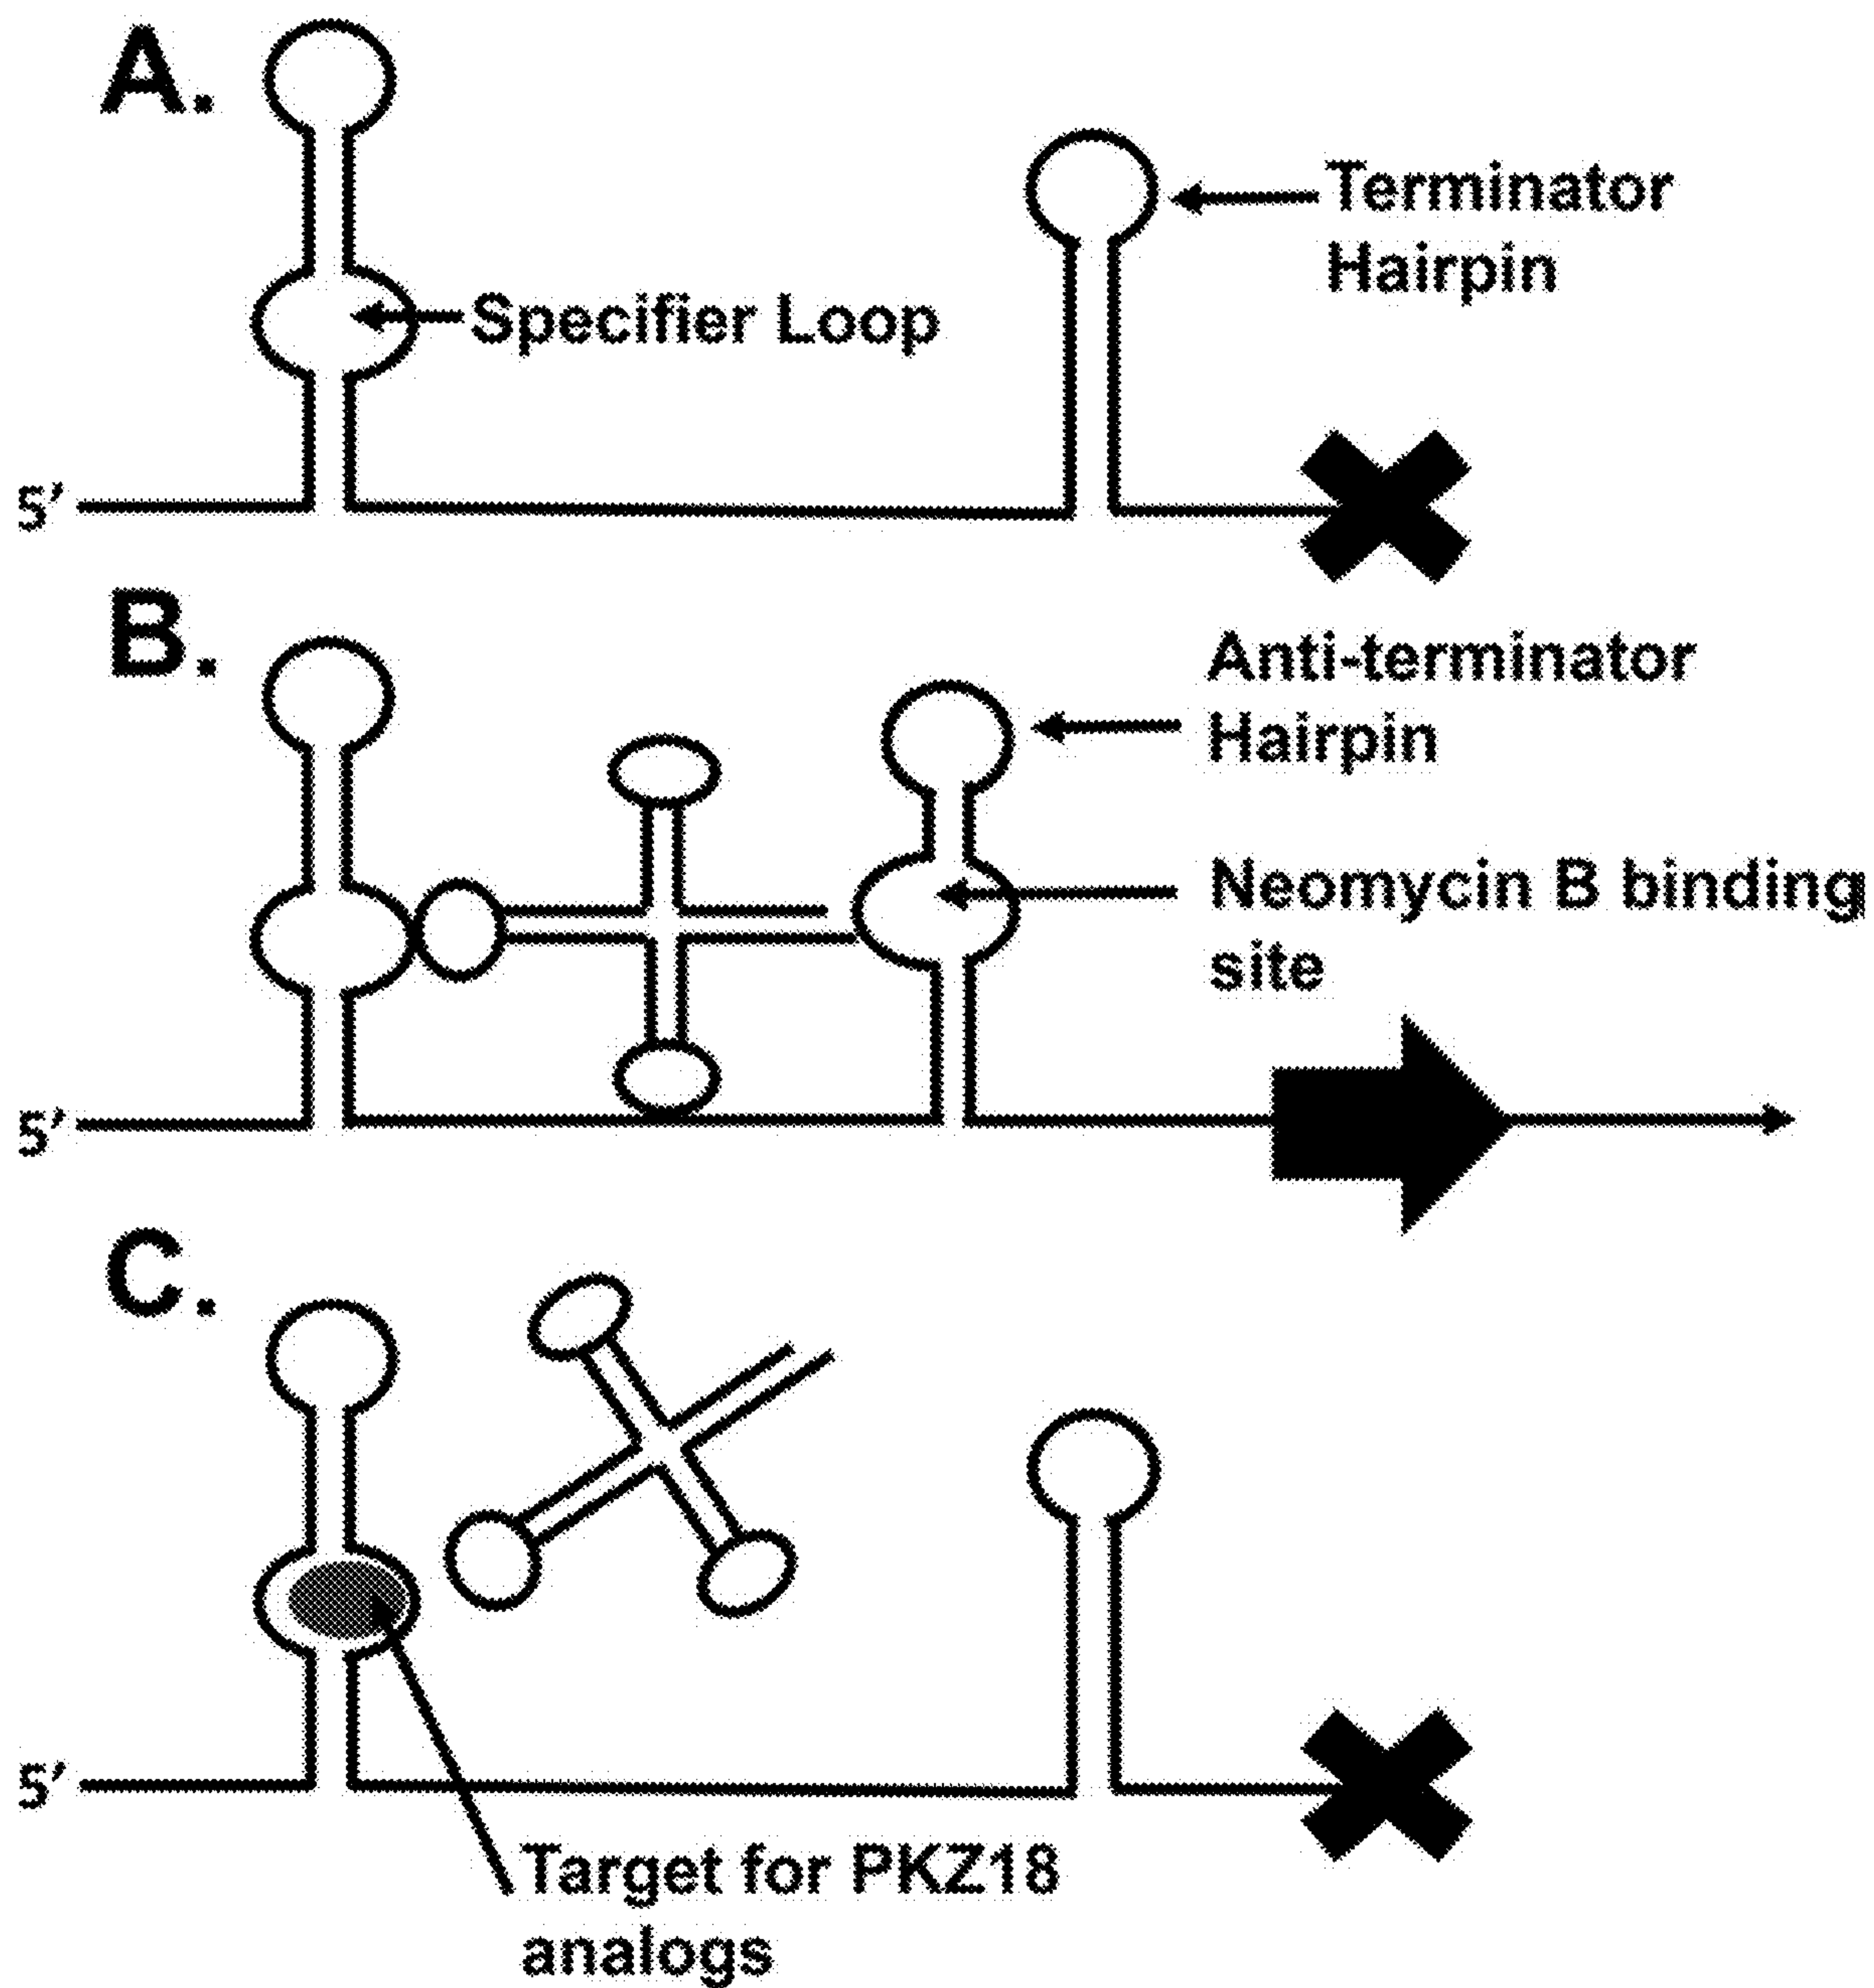 A.
Terminator
Hairpin
Specifier Loop
5’
B.
Anti-terminator
Hairpin
Neomycin B binding
site
5’
C.
5’
Target for PKZ18
analogs